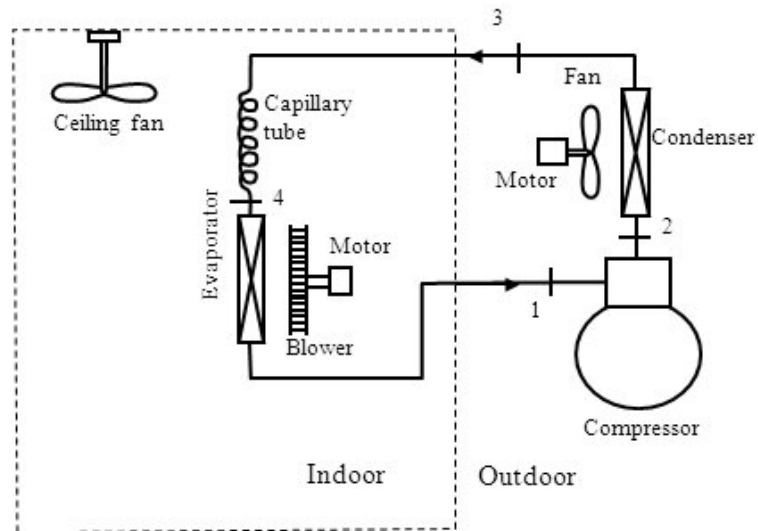 3
Fan
Ceiling fan
Capillary
tube
Condenser
Motor
4
2
Evaporator
Motor
1
Blower
Compressor
Indoor
Outdoor